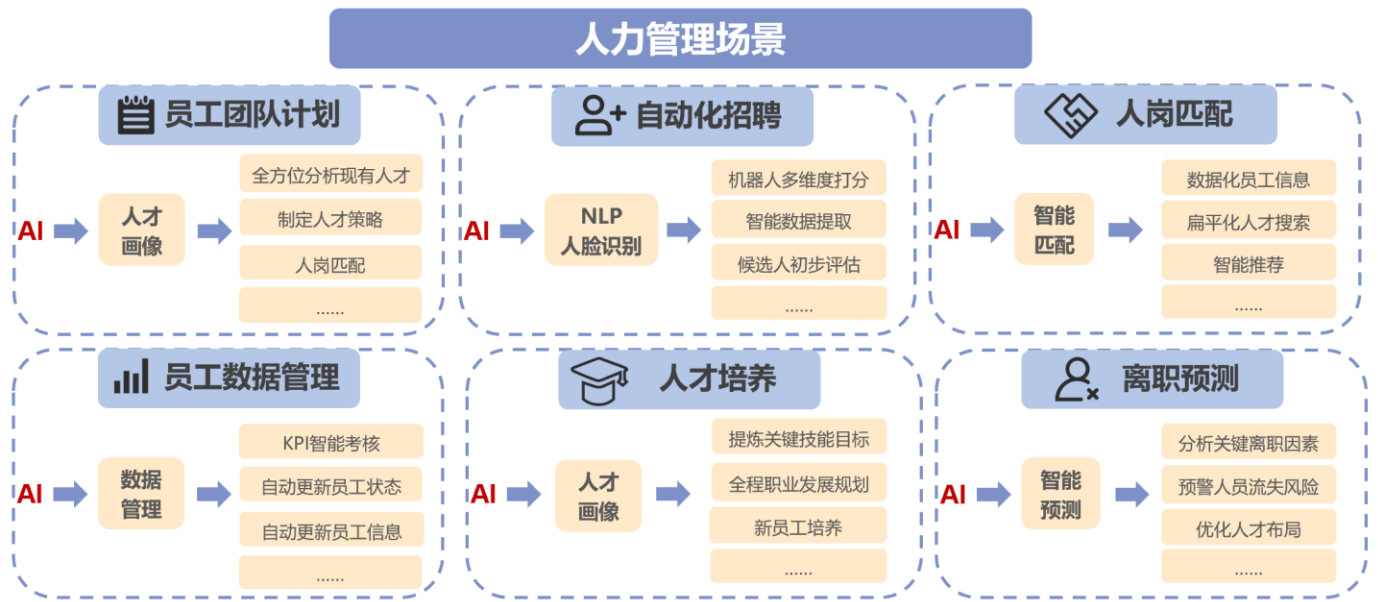 人力管理场景
员工团队计划
AI
人才
画像
全方位分析现有人才
制定人才策略
人岗匹配
......
自动化招聘
AI
NLP
人脸识别
机器人多维度打分
智能数据提取
候选人初步评估
......
人岗匹配
AI
智能
匹配
数据化员工信息
扁平化人才搜索
智能推荐
......
员工数据管理
AI
数据
管理
KPI智能考核
自动更新员工状态
自动更新员工信息
......
人才培养
AI
人才
画像
提炼关键技能目标
全程职业发展规划
新员工培养
......
离职预测
AI
智能
预测
分析关键离职因素
预警人员流失风险
优化人才布局
......